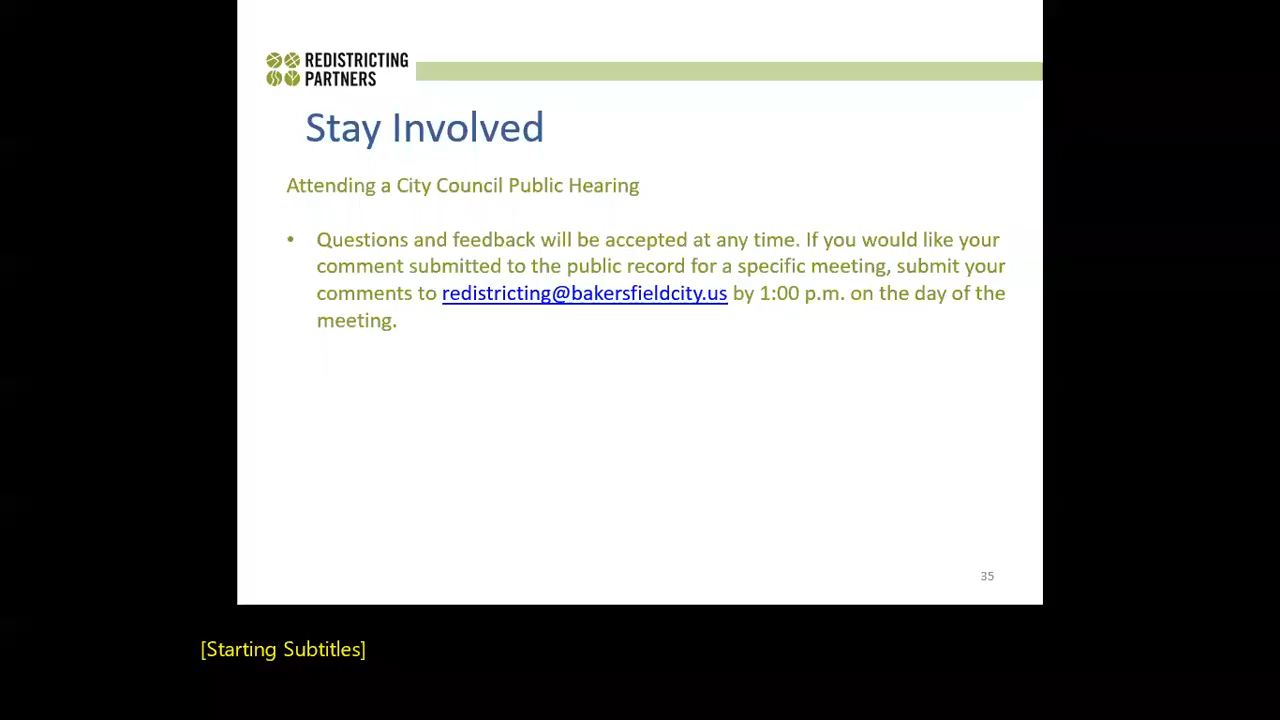 REDISTRICTING
PARTNERS
Stay Involved
Attending a City Council Public Hearing
• Questions and feedback will be accepted at any time. If you would like your
comment submitted to the public record for a specific meeting, submit your
comments to redistricting@bakersfieldcity.us by 1:00 p.m. on the day of the
meeting.
35
[Starting Subtitles]